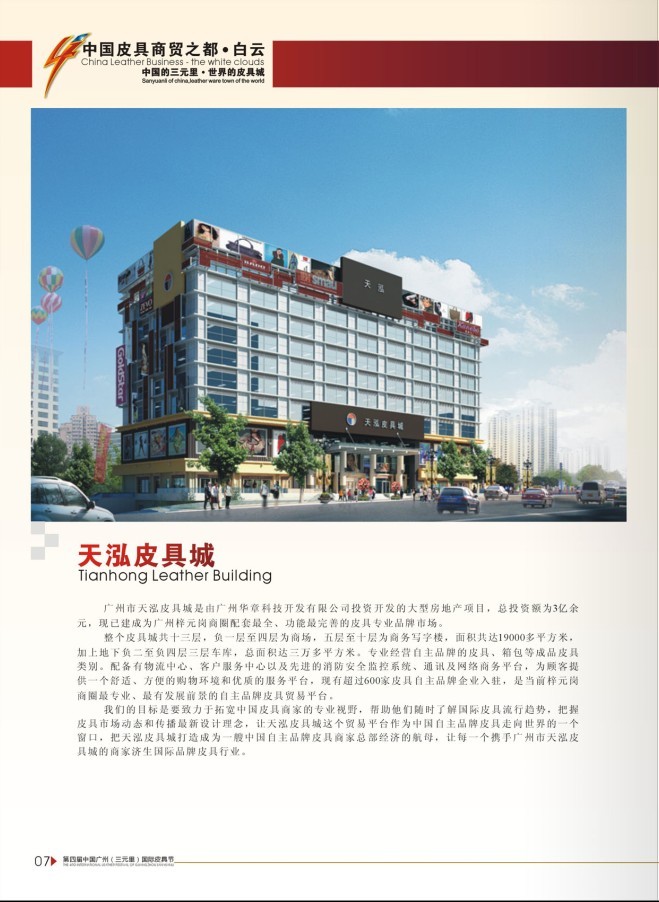 中国皮具商贸之都•白云
China Leather Business - the white clouds
中国的三元里·世界的皮具城
Sanyuanli of china,leather ware town of the world
天泓
GoldStar
天泓皮具城
天泓皮具城
Tianhong Leather Building
广州市天泓皮具城是由广州华章科技开发有限公司投资开发的大型房地产项目，总投资额为3亿余
元，现已建成为广州梓元岗商圈配套最全、功能最完善的皮具专业品牌市场。
整个皮具城共十三层，负一层至四层为商场，五层至十层为商务写字楼，面积共达19000多平方米，
加上地下负二至负四层三层车库，总面积达三万多平方米。专业经营自主品牌的皮具、箱包等成品皮具
类别。配备有物流中心、客户服务中心以及先进的消防安全监控系统、通讯及网络商务平台，为顾客提
供一个舒适、方便的购物环境和优质的服务平台，现有超过600家皮具自主品牌企业入驻，是当前梓元岗
商圈最专业、最有发展前景的自主品牌皮具贸易平台。
我们的目标是要致力于拓宽中国皮具商家的专业视野，帮助他们随时了解国际皮具流行趋势，把握
皮具市场动态和传播最新设计理念，让天泓皮具城这个贸易平台作为中国自主品牌皮具走向世界的一个
窗口，把天泓皮具城打造成为一艘中国自主品牌皮具商家总部经济的航母，让每一个携手广州市天泓皮
具城的商家济生国际品牌皮具行业。
07 第四届中国广州（三元里）国际皮具节